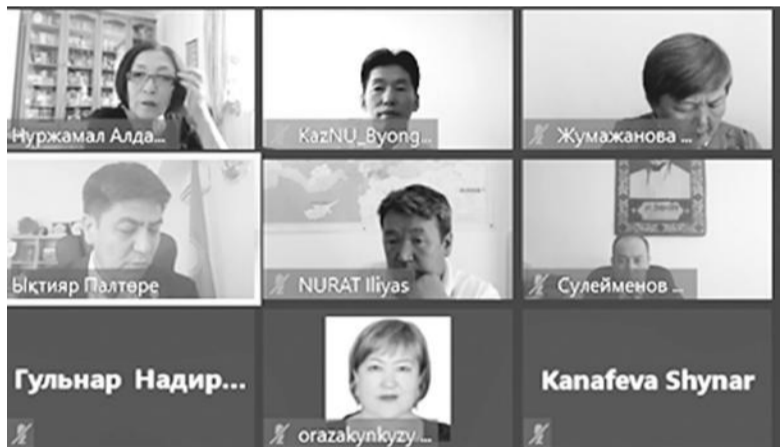 Нуржамал Алда...
KazNU_Byong...
Жумажанова ...
Ықтияр Палтөре
NURAT Iliyas
Сулейменов ...
Гульнар Надир...
orazakynkyzy ...
Kanafeva Shynar